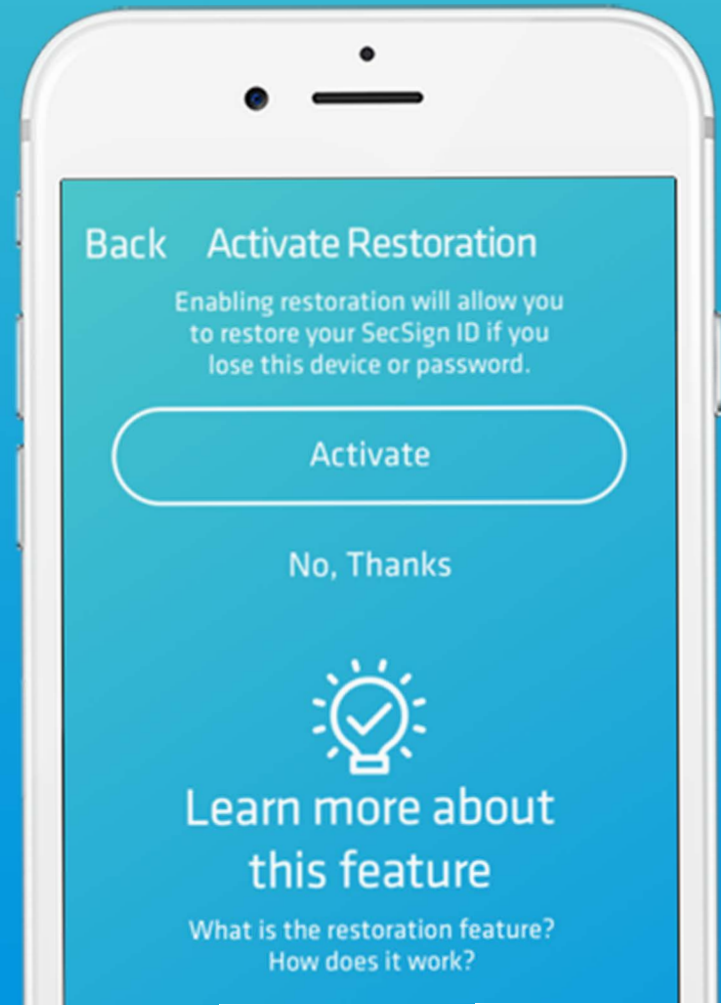 Back Activate Restoration
Enabling restoration will allow you
to restore your SecSign ID if you
lose this device or password.
Activate
No, Thanks
Learn more about
this feature
What is the restoration feature?
How does it work?